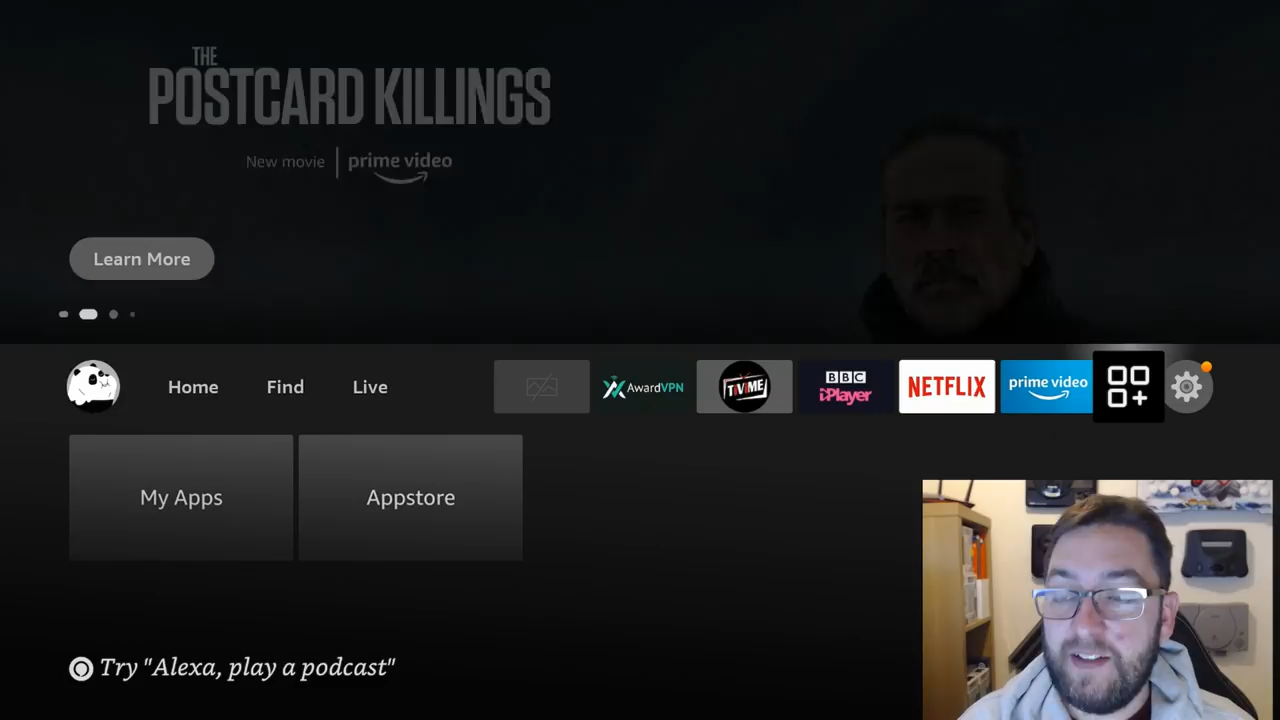 THE
POSTCARD KILLINGS
New movie | prime video
Learn More
Home
Find
Live
AwardVPN
TiViME
BBC
iPlayer
NETFLIX
prime video
My Apps
Appstore
Try "Alexa, play a podcast"